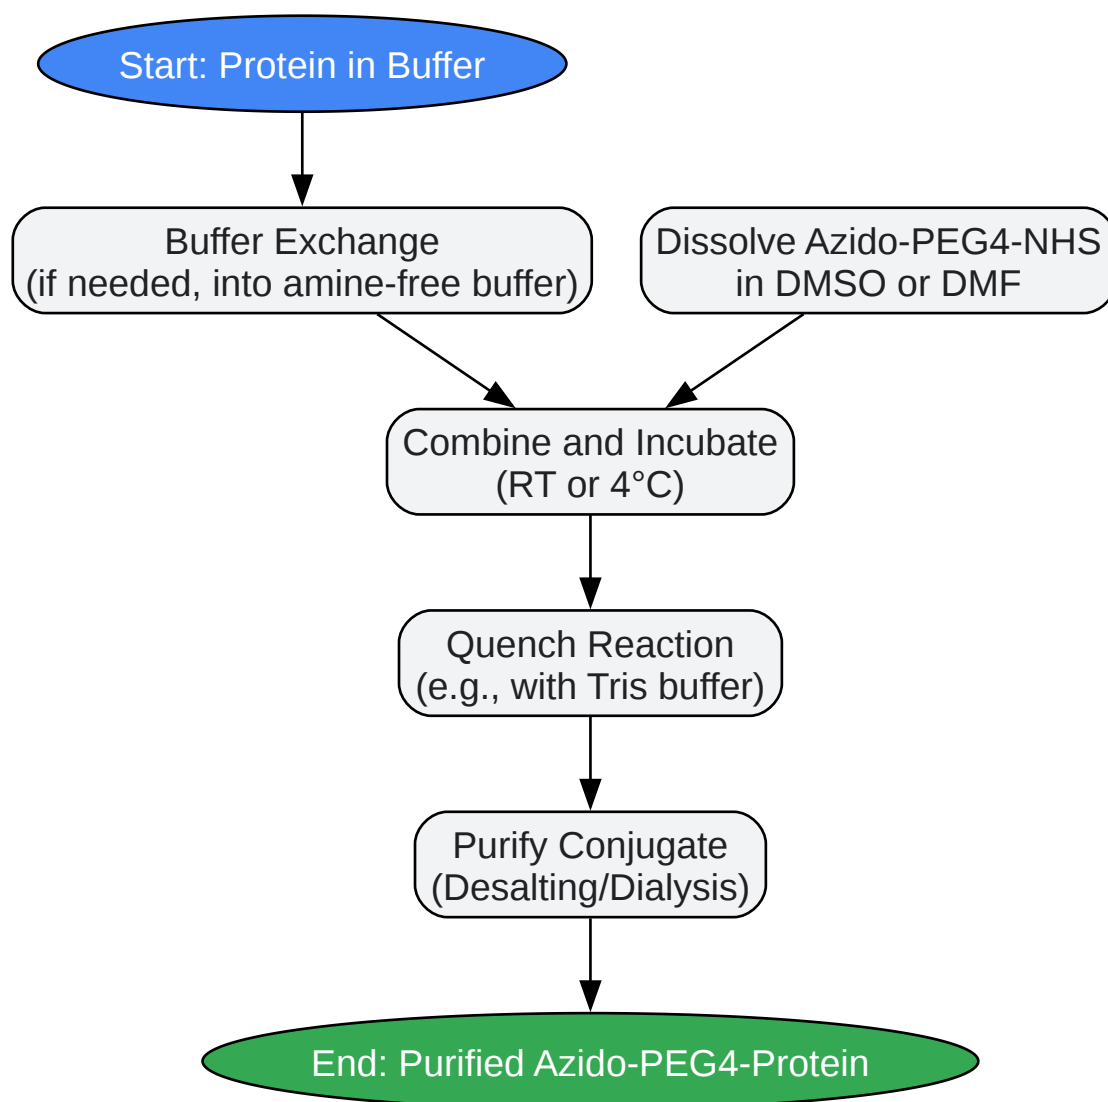 Start: Protein in Buffer
Buffer Exchange
(if needed, into amine-free buffer)
Dissolve Azido-PEG4-NHS
in DMSO or DMF
Combine and Incubate
(RT or 4°C)
Quench Reaction
(e.g., with Tris buffer)
Purify Conjugate
(Desalting/Dialysis)
End: Purified Azido-PEG4-Protein